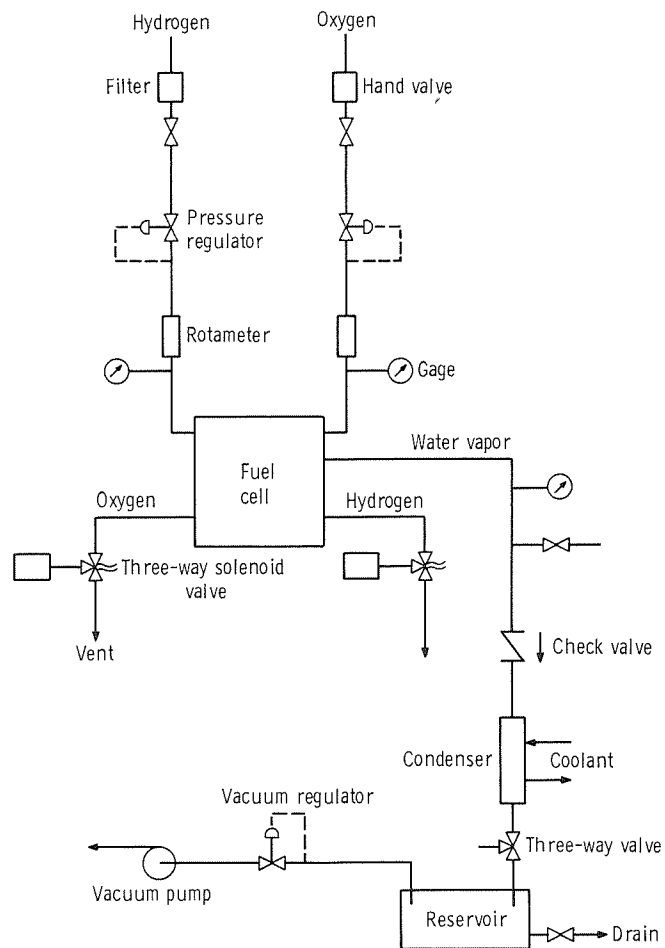 Hydrogen
Oxygen
Filter
Hand valve
Pressure
regulator
Rotameter
Gage
Water vapor
Fuel
cell
Oxygen
Hydrogen
Three-way solenoid
valve
Vent
Check valve
Condenser
Coolant
Vacuum regulator
Three-way valve
Vacuum pump
Reservoir
Drain